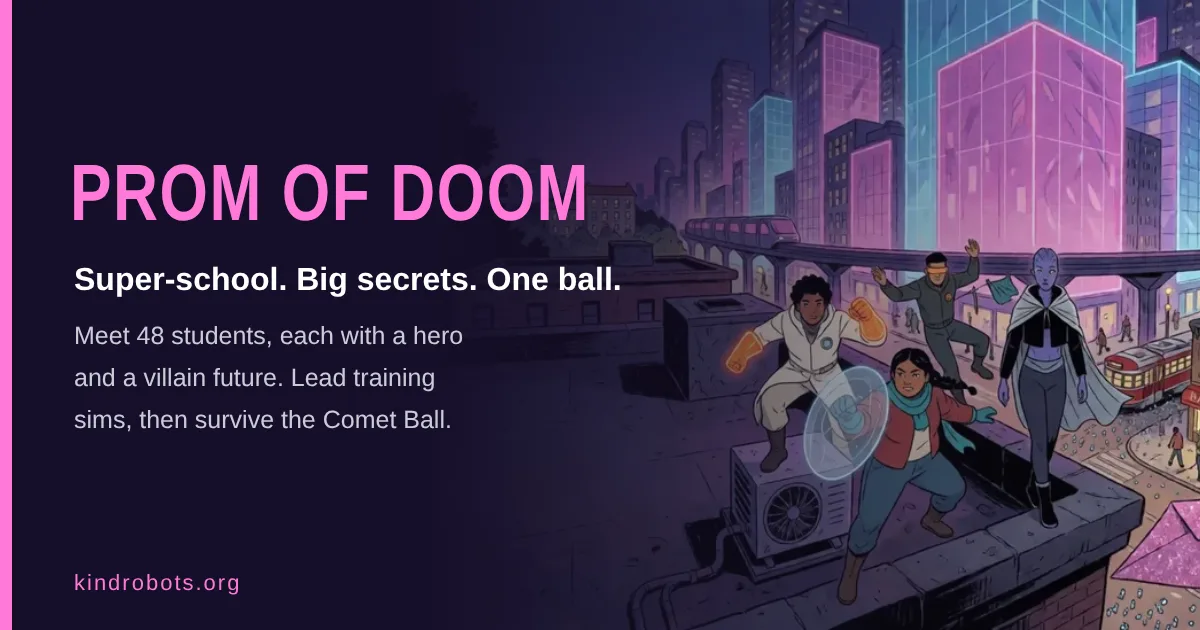 PROM OF DOOM
Super-school. Big secrets. One ball.
Meet 48 students, each with a hero
and a villain future. Lead training
sims, then survive the Comet Ball.
kindrobots.org